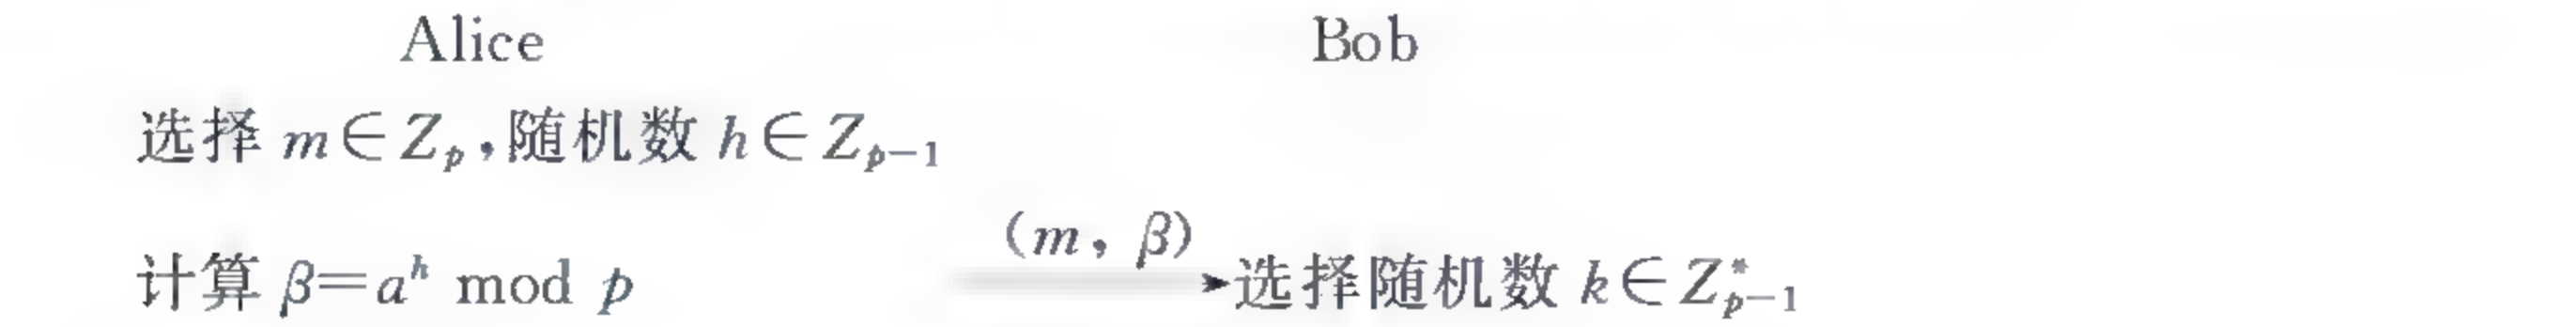 Alice Bob
选择 m∈Z_p,随机数 h∈Z_{p-1}
(m, β)
计算 β=a^h mod p 选择随机数 k∈Z^*_{p-1}